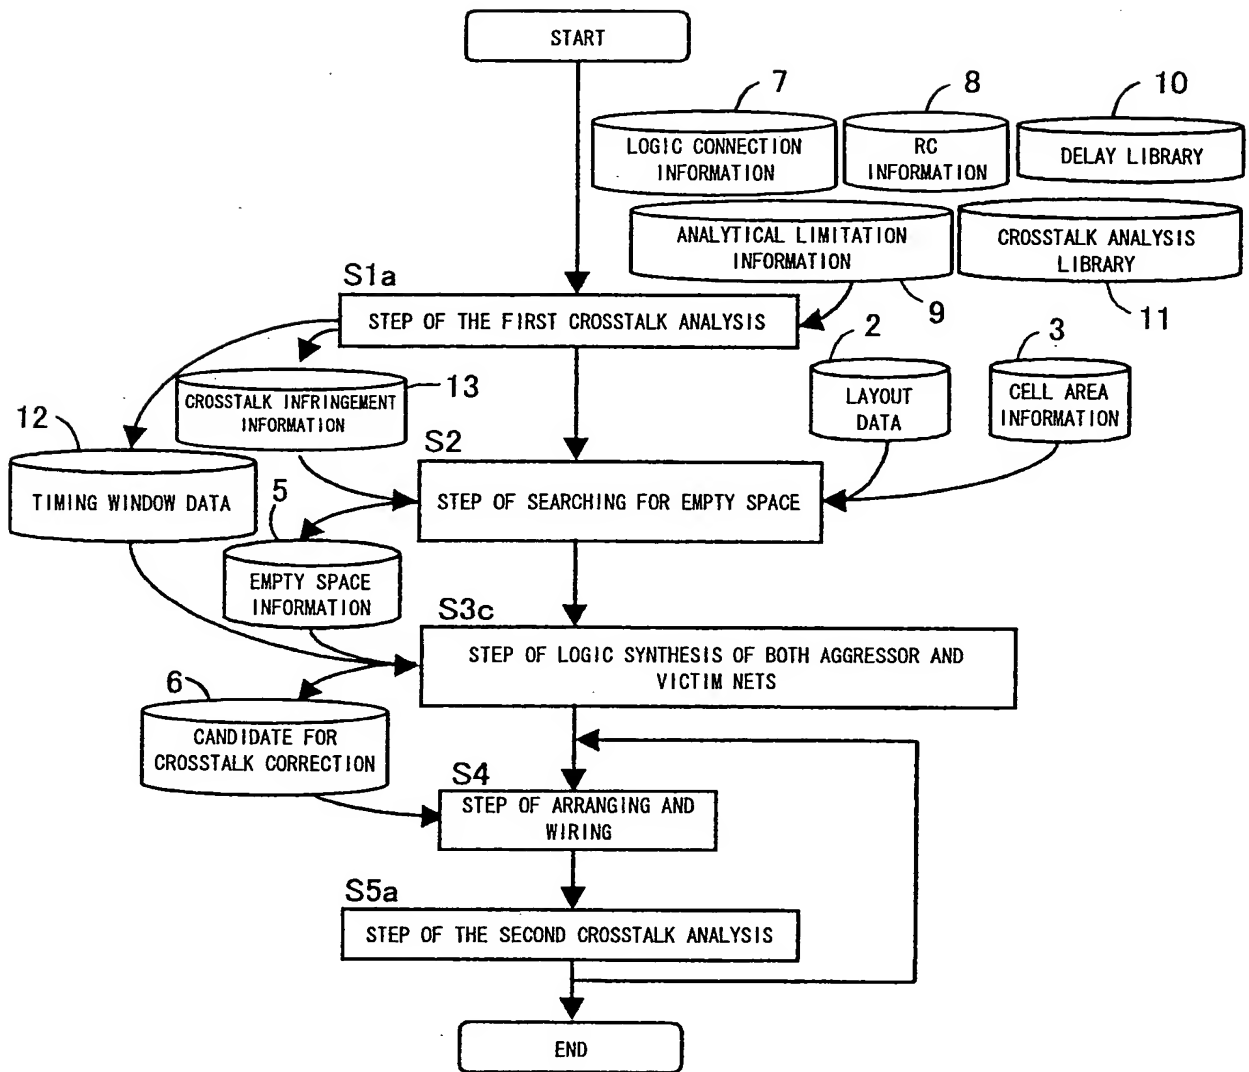 START
7
8
10
LOGIC CONNECTION
INFORMATION
RC
INFORMATION
DELAY LIBRARY
ANALYTICAL LIMITATION
INFORMATION
CROSSTALK ANALYSIS
LIBRARY
S1a
STEP OF THE FIRST CROSSTALK ANALYSIS
9
11
2
3
CROSSTALK INFRINGEMENT
INFORMATION
13
LAYOUT
DATA
CELL AREA
INFORMATION
12
TIMING WINDOW DATA
S2
STEP OF SEARCHING FOR EMPTY SPACE
5
EMPTY SPACE
INFORMATION
S3c
STEP OF LOGIC SYNTHESIS OF BOTH AGGRESSOR AND
VICTIM NETS
6
CANDIDATE FOR
CROSSTALK CORRECTION
S4
STEP OF ARRANGING AND
WIRING
S5a
STEP OF THE SECOND CROSSTALK ANALYSIS
END